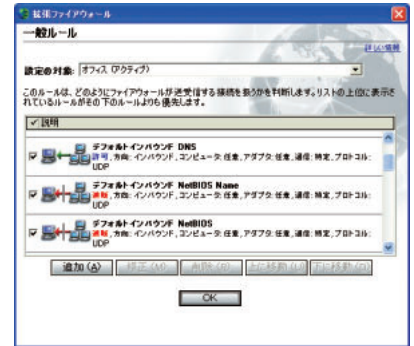 拡張ファイアウォール
一般ルール
詳しい情報
設定の対象: オフィス (アクティブ)
このルールは、どのようにファイアウォールが送受信する接続を扱うかを判断します。リストの上位に表示さ
れているルールがその下のルールよりも優先します。
説明
デフォルト インバウンド DNS
許可, 方向: インバウンド, コンピュータ: 任意, アダプタ: 任意, 通信: 特定, プロトコル:
UDP
デフォルト インバウンド NetBIOS Name
遮断, 方向: インバウンド, コンピュータ: 任意, アダプタ: 任意, 通信: 特定, プロトコル:
UDP
デフォルト インバウンド NetBIOS
遮断, 方向: インバウンド, コンピュータ: 任意, アダプタ: 任意, 通信: 特定, プロトコル:
UDP
追加(A) 修正(M) 削除(R) 上に移動(U) 下に移動(O)
OK